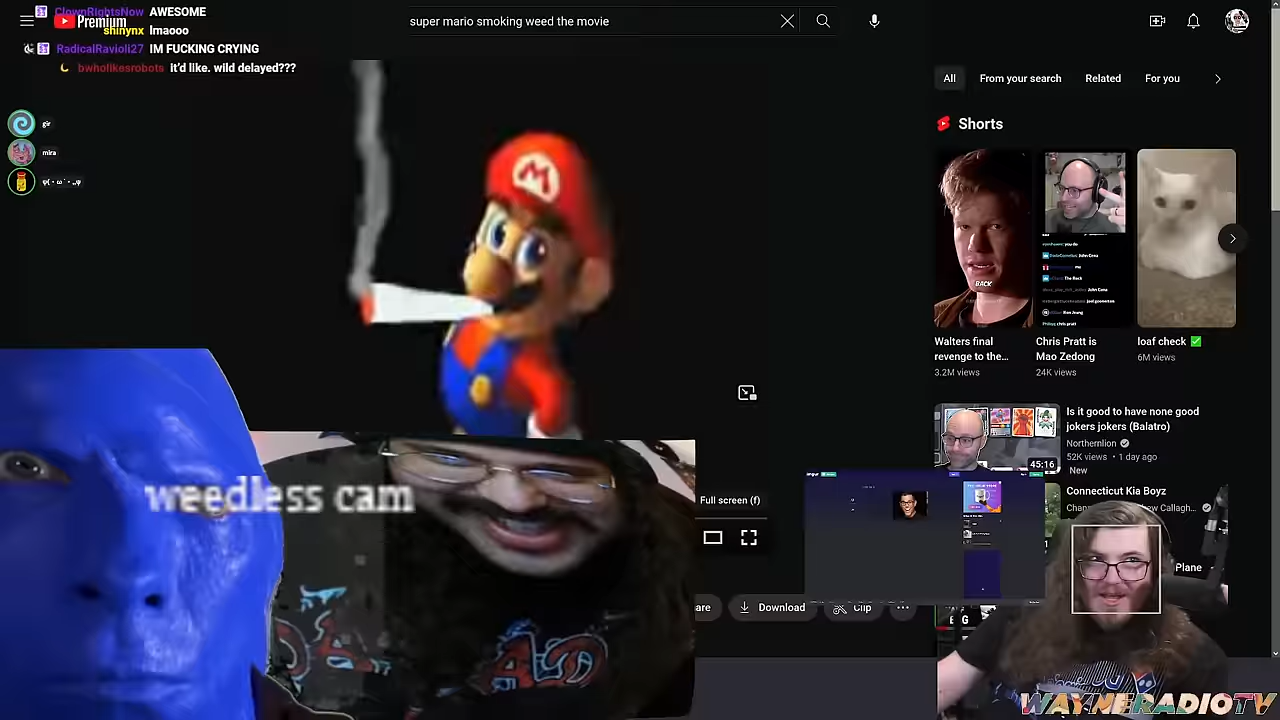 ClownRightsNow AWESOME
Premium
super mario smoking weed the movie
shinynx lmaooo
RadicalRavioli27 IM FUCKING CRYING
bwholikesrobots it'd like. wild delayed???
All From your search Related For you
gir
mira
Shorts
M
BACK
Walters final revenge to the...
3.2M views
Chris Pratt is Mao Zedong
24K views
loaf check ✅
6M views
Is it good to have none good jokers jokers (Balatro)
Northernlion
52K views • 1 day ago
New
45:16
weedless cam
Full screen (f)
Connecticut Kia Boyz
Plane
Download
Clip
WAYNERADIOTV